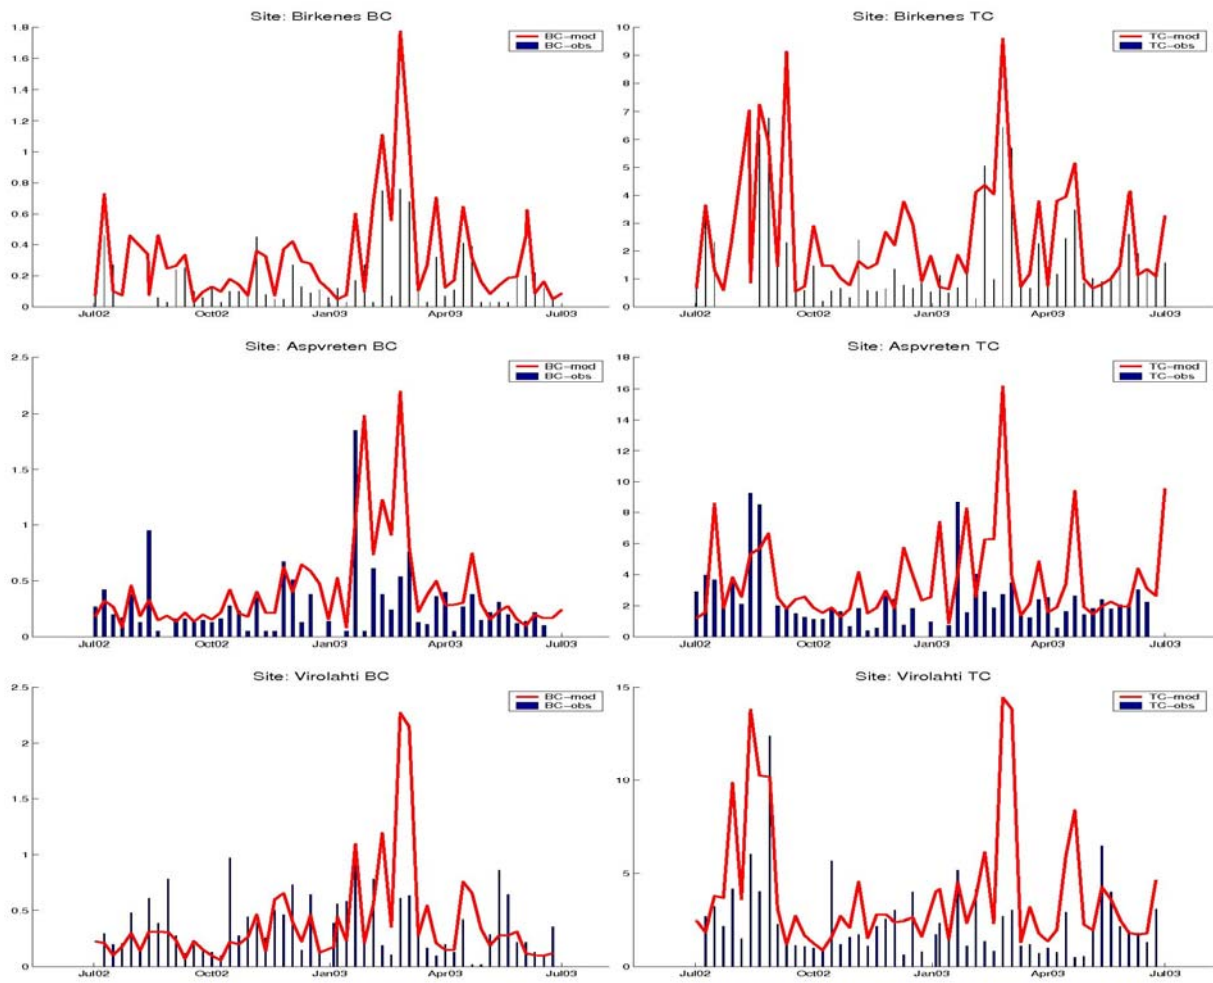 Site: Birkenes BC
BC-mod
BC-obs
1.8
1.6
1.4
1.2
1
0.8
0.6
0.4
0.2
0
Jul02 Oct02 Jan03 Apr03 Jul03
Site: Birkenes TC
TC-mod
TC-obs
10
9
8
7
6
5
4
3
2
1
0
Jul02 Oct02 Jan03 Apr03 Jul03
Site: Aspvreten BC
BC-mod
BC-obs
2.5
2
1.5
1
0.5
0
Jul02 Oct02 Jan03 Apr03 Jul03
Site: Aspvreten TC
TC-mod
TC-obs
18
16
14
12
10
8
6
4
2
0
Jul02 Oct02 Jan03 Apr03 Jul03
Site: Virolahti BC
BC-mod
BC-obs
2.5
2
1.5
1
0.5
0
Jul02 Oct02 Jan03 Apr03 Jul03
Site: Virolahti TC
TC-mod
TC-obs
15
10
5
0
Jul02 Oct02 Jan03 Apr03 Jul03